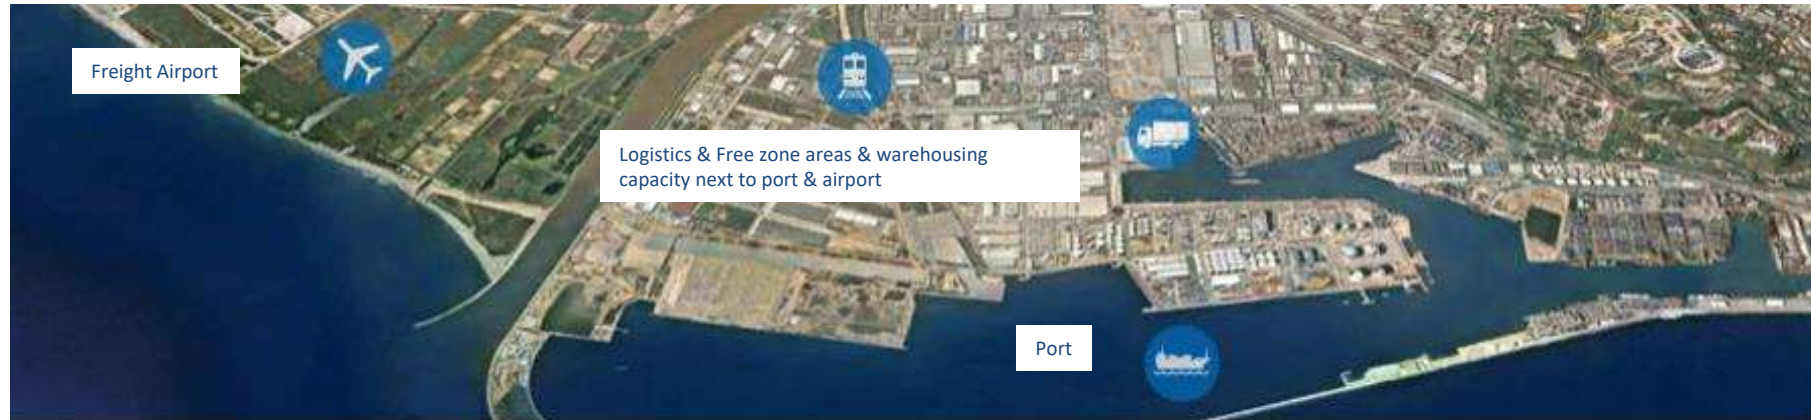 Freight Airport
Logistics & Free zone areas & warehousing
capacity next to port & airport
Port